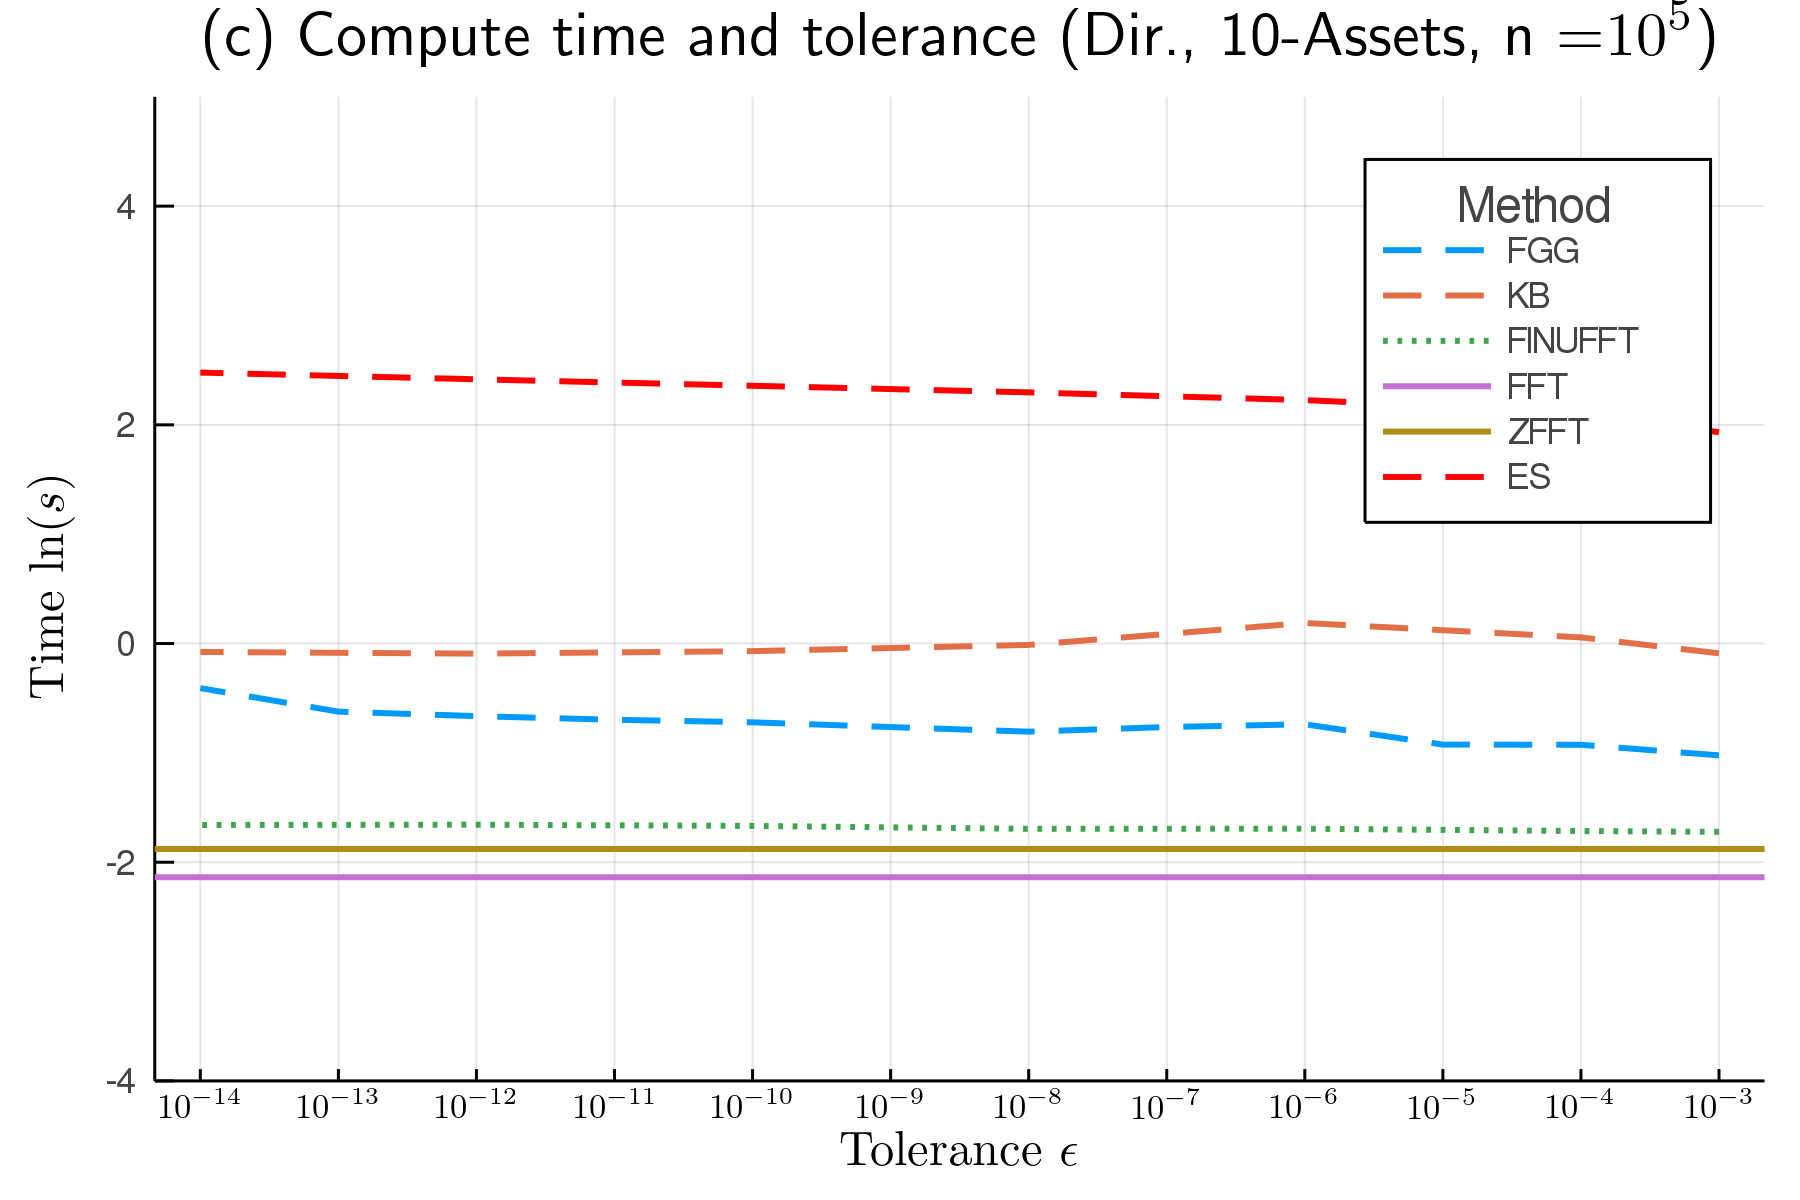 (c) Compute time and tolerance (Dir., 10-Assets, n =10⁵)
Time ln(s)
4
2
0
-2
-4
Method
FGG
KB
FINUFFT
FFT
ZFFT
ES
10⁻¹⁴ 10⁻¹³ 10⁻¹² 10⁻¹¹ 10⁻¹⁰ 10⁻⁹ 10⁻⁸ 10⁻⁷ 10⁻⁶ 10⁻⁵ 10⁻⁴ 10⁻³
Tolerance ϵ